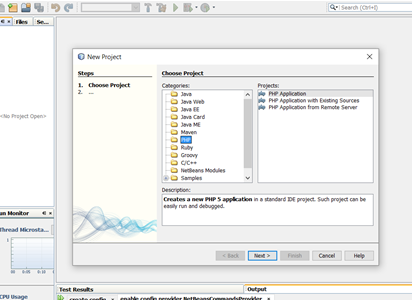 Search (Ctrl+I)
Files
Se...
<No Project Open>
New Project
Steps
1. Choose Project
2. ...
Choose Project
Categories:
Java
Java Web
Java EE
Java Card
Java ME
Maven
PHP
Ruby
Groovy
C/C++
NetBeans Modules
Samples
Projects:
PHP Application
PHP Application with Existing Sources
PHP Application from Remote Server
Description:
Creates a new PHP 5 application in a standard IDE project. Such project can be
easily run and debugged.
< Back
Next >
Finish
Cancel
Help
un Monitor
Thread Microsta...
1
0
CPU Usage
Test Results
Output
create config
enable config provider NetBeansCommandsProvider